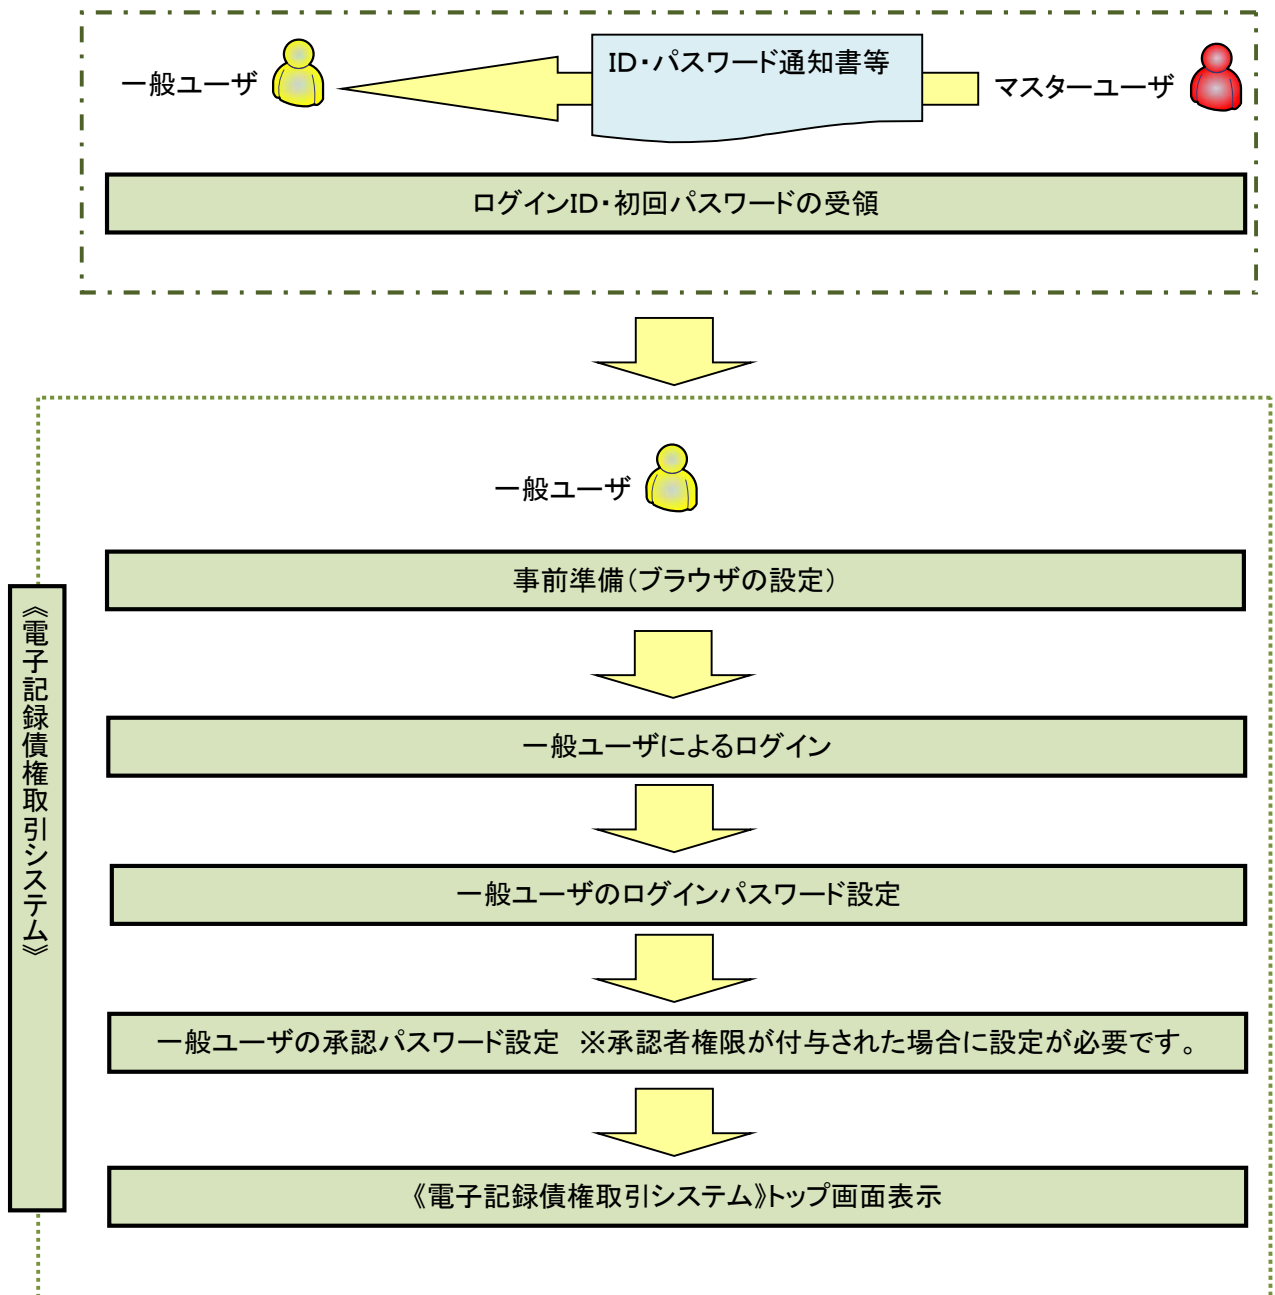 一般ユーザ
ID・パスワード通知書等
マスターユーザ
ログインID・初回パスワードの受領
一般ユーザ
事前準備(ブラウザの設定)
《電子記録債権取引システム》
一般ユーザによるログイン
一般ユーザのログインパスワード設定
一般ユーザの承認パスワード設定　※承認者権限が付与された場合に設定が必要です。
《電子記録債権取引システム》トップ画面表示